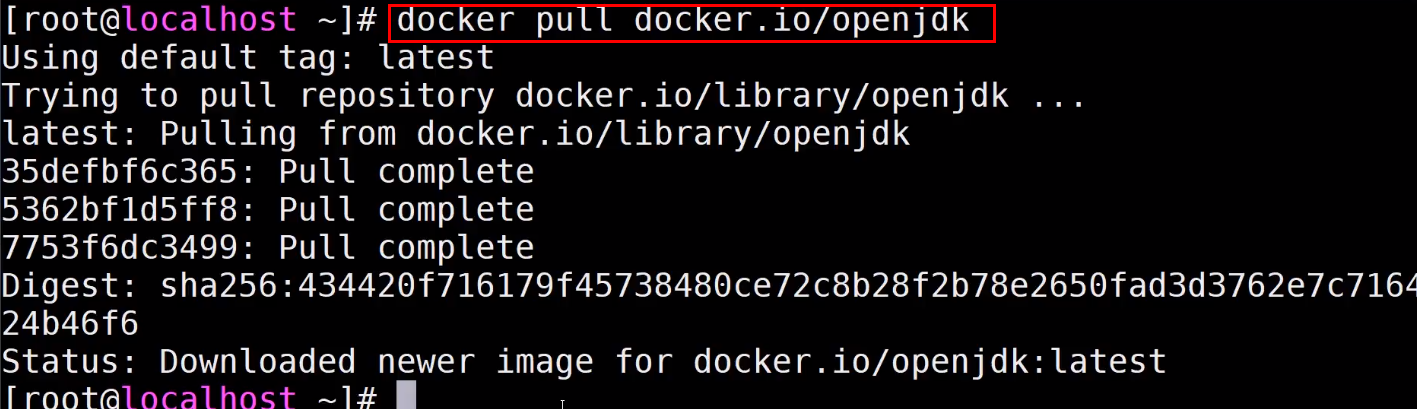 [root@localhost ~]# docker pull docker.io/openjdk
Using default tag: latest
Trying to pull repository docker.io/library/openjdk ...
latest: Pulling from docker.io/library/openjdk
35defbf6c365: Pull complete
5362bf1d5ff8: Pull complete
7753f6dc3499: Pull complete
Digest: sha256:434420f716179f45738480ce72c8b28f2b78e2650fad3d3762e7c7164
24b46f6
Status: Downloaded newer image for docker.io/openjdk:latest
[root@localhost ~]#